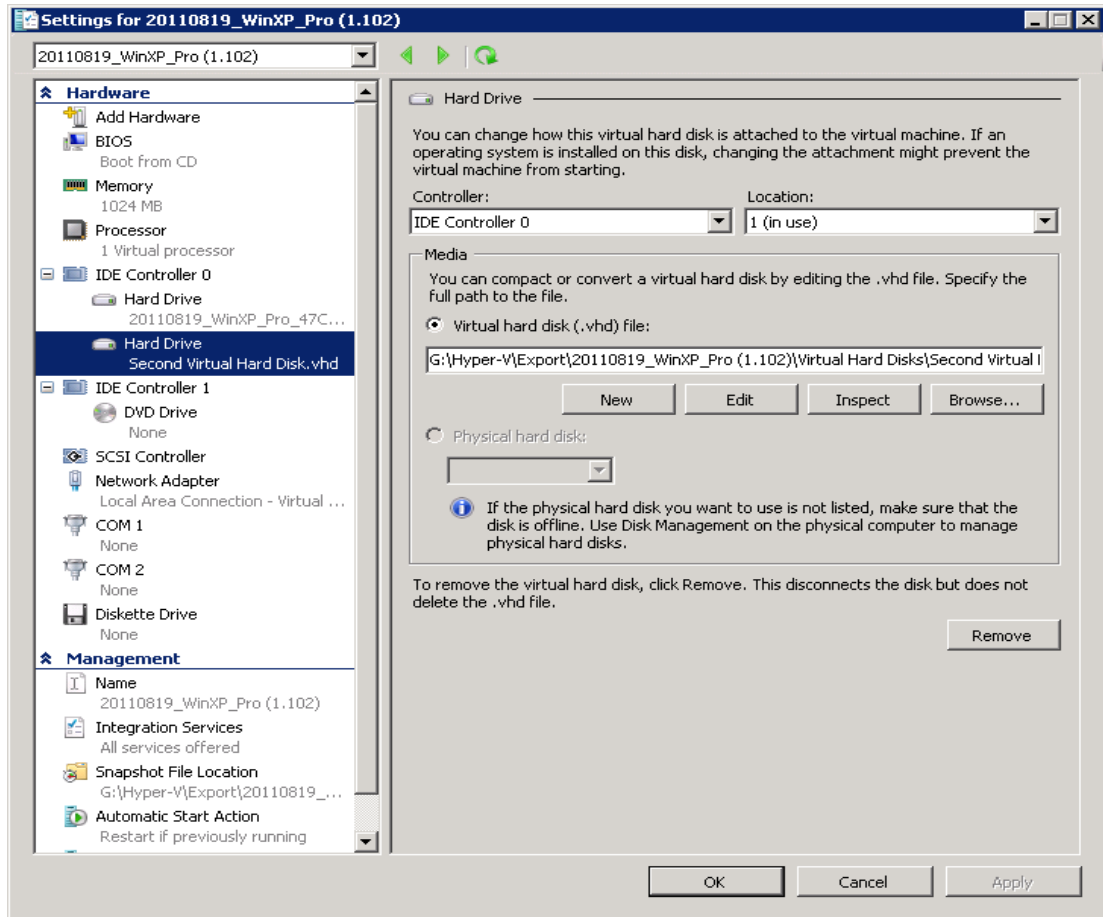 Settings for 20110819_WinXP_Pro (1.102)
20110819_WinXP_Pro (1.102)
Hardware
Add Hardware
BIOS
Boot from CD
Memory
1024 MB
Processor
1 Virtual processor
IDE Controller 0
Hard Drive
20110819_WinXP_Pro_47C...
Hard Drive
Second Virtual Hard Disk.vhd
IDE Controller 1
DVD Drive
None
SCSI Controller
Network Adapter
Local Area Connection - Virtual ...
COM 1
None
COM 2
None
Diskette Drive
None
Management
Name
20110819_WinXP_Pro (1.102)
Integration Services
All services offered
Snapshot File Location
G:\Hyper-V\Export\20110819_...
Automatic Start Action
Restart if previously running
Hard Drive
You can change how this virtual hard disk is attached to the virtual machine. If an
operating system is installed on this disk, changing the attachment might prevent the
virtual machine from starting.
Controller:
Location:
IDE Controller 0
1 (in use)
Media
You can compact or convert a virtual hard disk by editing the .vhd file. Specify the
full path to the file.
Virtual hard disk (.vhd) file:
G:\Hyper-V\Export\20110819_WinXP_Pro (1.102)\Virtual Hard Disks\Second Virtual
New
Edit
Inspect
Browse...
Physical hard disk:
If the physical hard disk you want to use is not listed, make sure that the
disk is offline. Use Disk Management on the physical computer to manage
physical hard disks.
To remove the virtual hard disk, click Remove. This disconnects the disk but does not
delete the .vhd file.
Remove
OK
Cancel
Apply